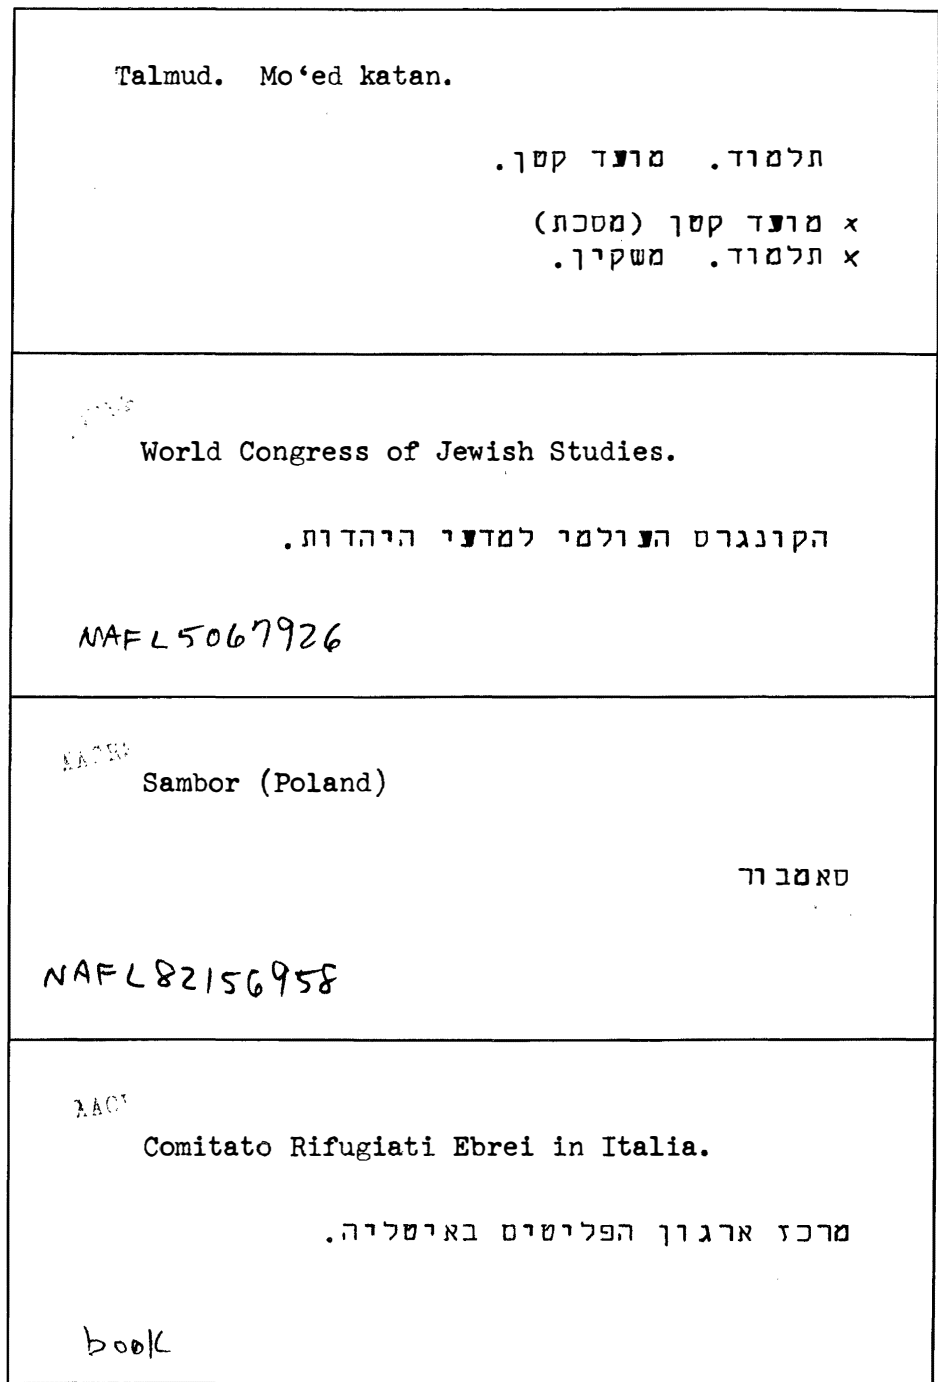 Talmud. Mo‘ed katan.
תלמוד. מועד קטן.
x מועד קטן (מסכת)
x תלמוד. משקין.
World Congress of Jewish Studies.
הקונגרס העולמי למדעי היהדות.
NAFL5067926
Sambor (Poland)
סאמבור
NAFL82156958
Comitato Rifugiati Ebrei in Italia.
מרכז ארגון הפליטים באיטליה.
book